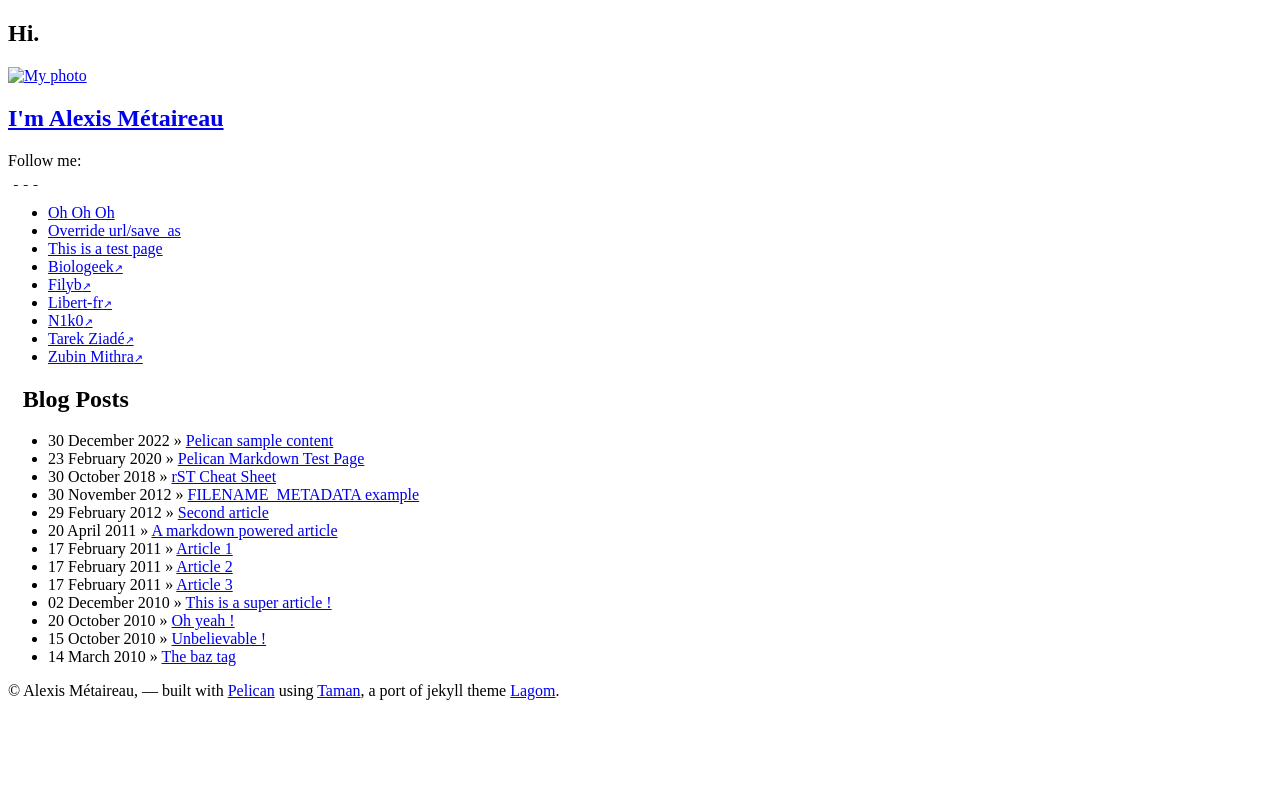 Hi.
My photo
I'm Alexis Métaireau
Follow me:
- - -
Oh Oh Oh
Override url/save_as
This is a test page
Biologeek↗
Filyb↗
Libert-fr↗
N1k0↗
Tarek Ziadé↗
Zubin Mithra↗
Blog Posts
30 December 2022 » Pelican sample content
23 February 2020 » Pelican Markdown Test Page
30 October 2018 » rST Cheat Sheet
30 November 2012 » FILENAME_METADATA example
29 February 2012 » Second article
20 April 2011 » A markdown powered article
17 February 2011 » Article 1
17 February 2011 » Article 2
17 February 2011 » Article 3
02 December 2010 » This is a super article !
20 October 2010 » Oh yeah !
15 October 2010 » Unbelievable !
14 March 2010 » The baz tag
© Alexis Métaireau, — built with Pelican using Taman, a port of jekyll theme Lagom.